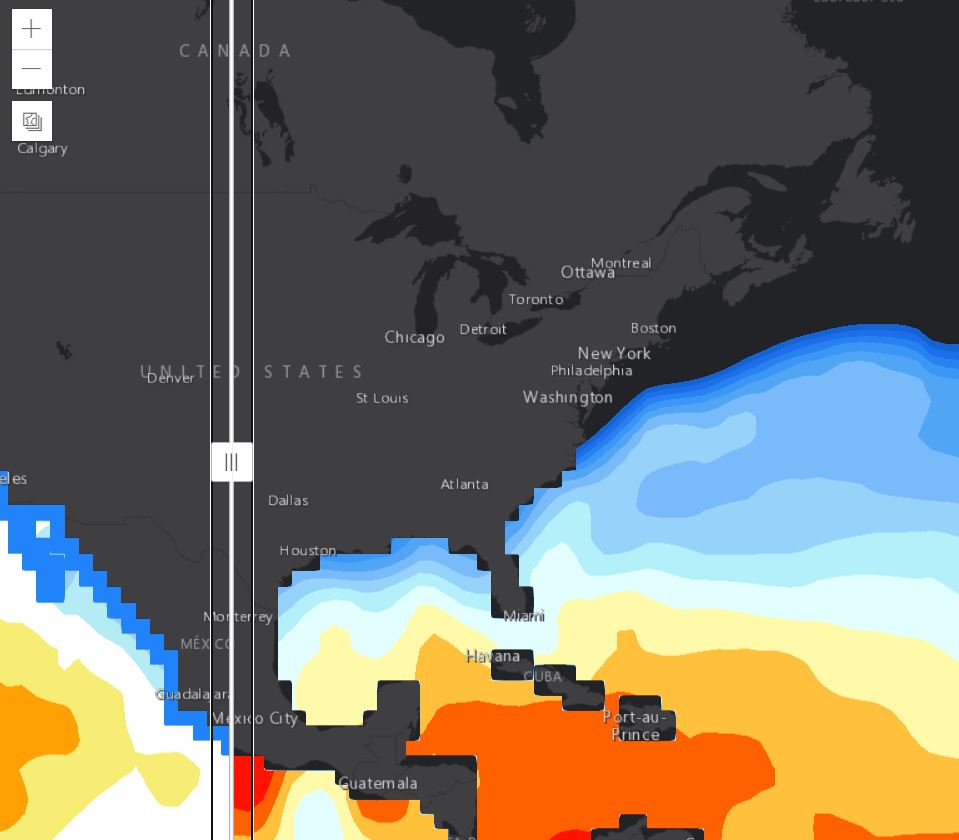 CANADA
Edmonton
Calgary
Montreal
Ottawa
Toronto
Boston
Detroit
Chicago
New York
Philadelphia
UNITED STATES
Denver
Washington
St Louis
eles
Atlanta
Dallas
Houston
Monterrey
Miami
MÉXICO
Havana
CUBA
Guadalajara
Mexico City
Port-au-
Prince
Guatemala